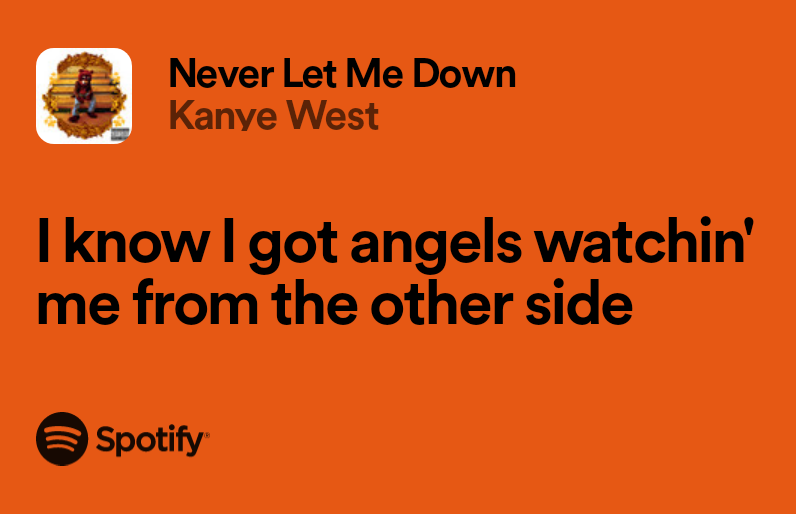 Never Let Me Down
Kanye West
I know I got angels watchin'
me from the other side
Spotify®